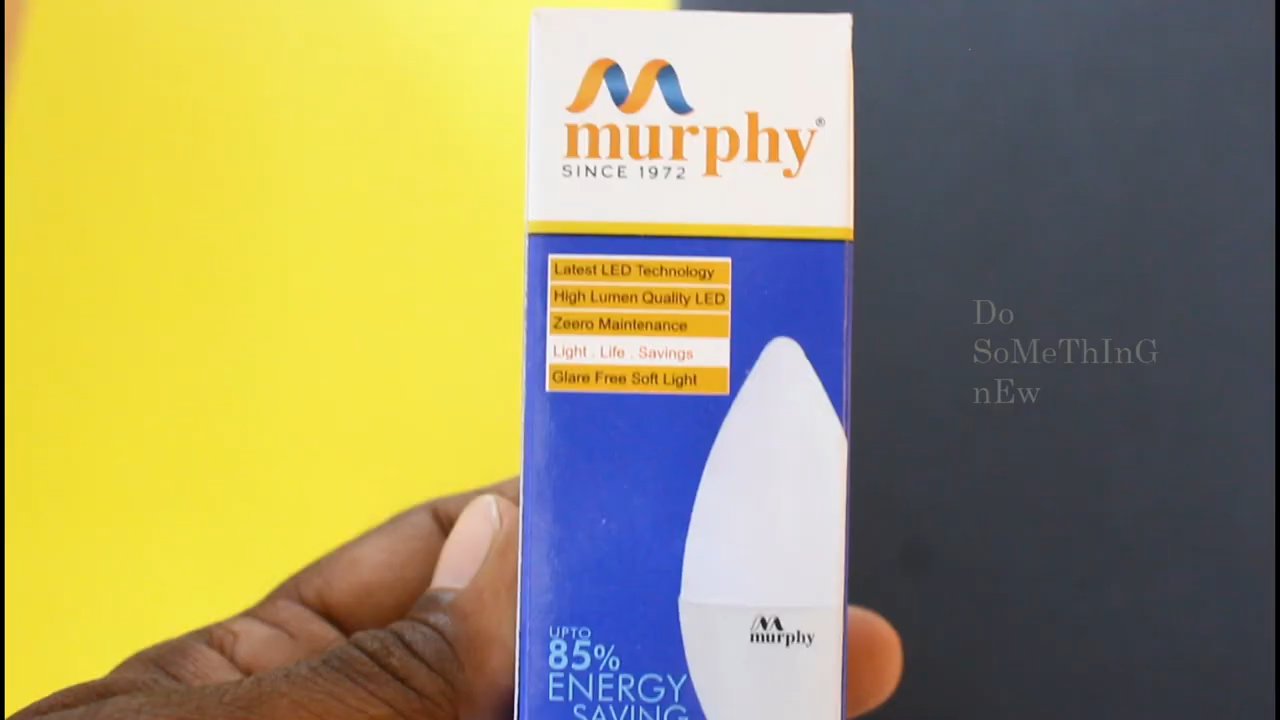 murphy®
SINCE 1972
Latest LED Technology
High Lumen Quality LED
Zeero Maintenance
Light . Life . Savings
Glare Free Soft Light
murphy
UPTO
85%
ENERGY
SAVING
Do
SoMeThInG
nEw